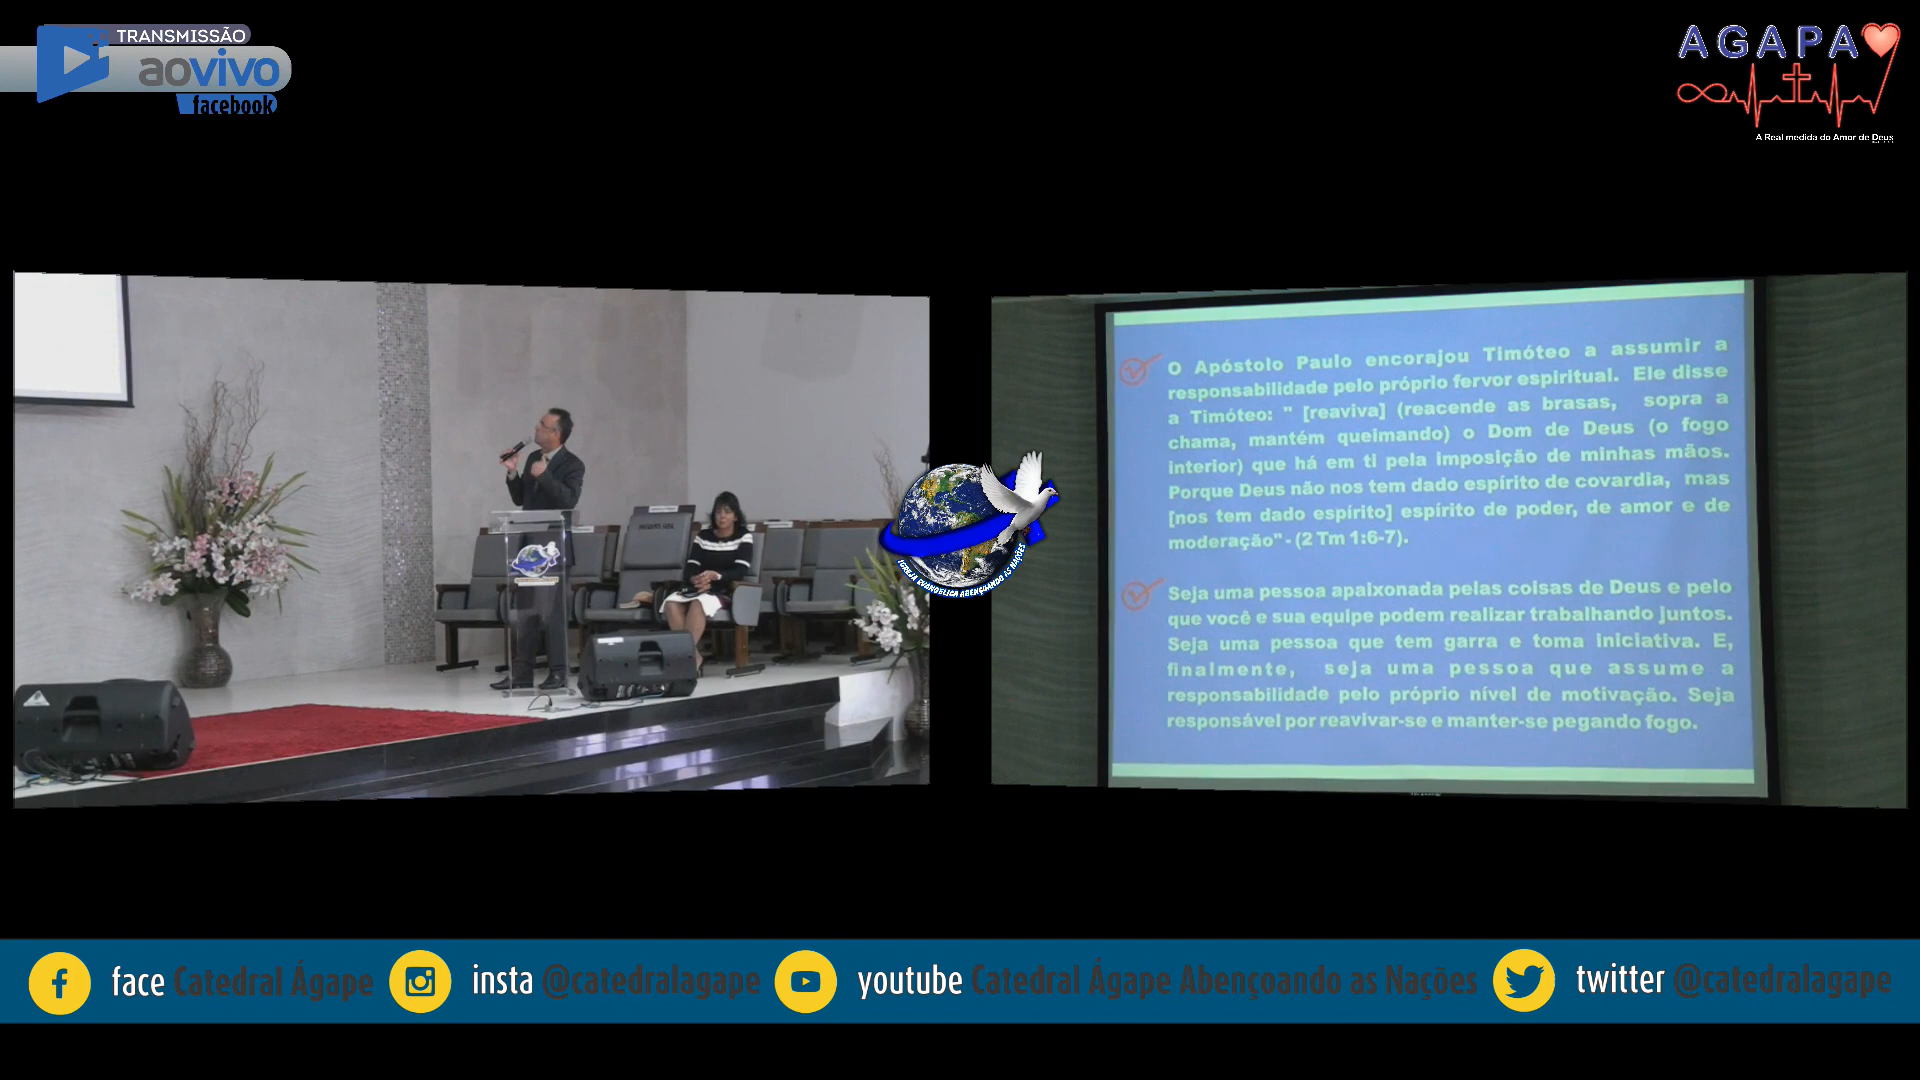 TRANSMISSÃO
aovivo
facebook
AGAPA
A Real medida do Amor de Deus
O Apóstolo Paulo encorajou Timóteo a assumir a
responsabilidade pelo próprio fervor espiritual. Ele disse
a Timóteo: " [reaviva] (reacende as brasas, sopra a
chama, mantém queimando) o Dom de Deus (o fogo
interior) que há em ti pela imposição de minhas mãos.
Porque Deus não nos tem dado espírito de covardia, mas
[nos tem dado espírito] espírito de poder, de amor e de
moderação" - (2 Tm 1:6-7).
Seja uma pessoa apaixonada pelas coisas de Deus e pelo
que você e sua equipe podem realizar trabalhando juntos.
Seja uma pessoa que tem garra e toma iniciativa. E,
finalmente, seja uma pessoa que assume a
responsabilidade pelo próprio nível de motivação. Seja
responsável por reavivar-se e manter-se pegando fogo.
IGREJA EVANGÉLICA ABENÇOANDO AS NAÇÕES
face Catedral Ágape
insta @catedralagape
youtube Catedral Ágape Abençoando as Nações
twitter @catedralagape